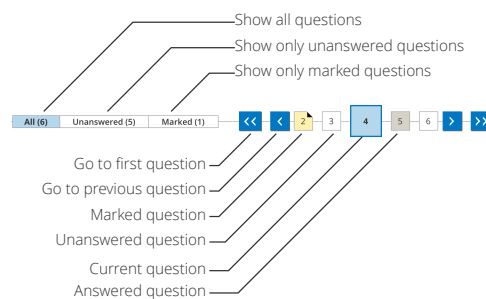 Show all questions
Show only unanswered questions
Show only marked questions
All (6) Unanswered (5) Marked (1) << < 2 3 4 5 6 > >>
Go to first question
Go to previous question
Marked question
Unanswered question
Current question
Answered question